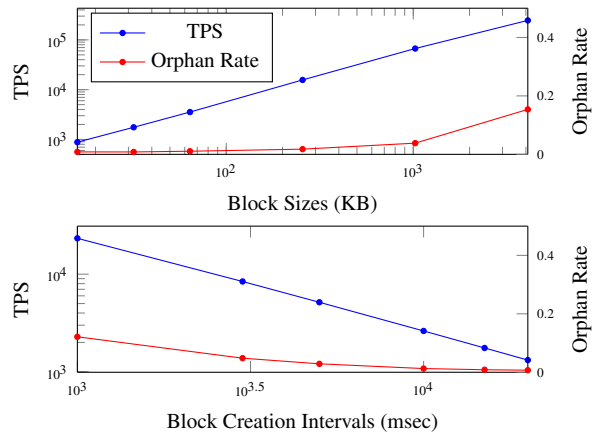 TPS
Orphan Rate
10^5
10^4
10^3
TPS
0.4
0.2
0
Orphan Rate
10^2
10^3
Block Sizes (KB)
10^4
10^3
TPS
0.4
0.2
0
Orphan Rate
10^3
10^3.5
10^4
Block Creation Intervals (msec)